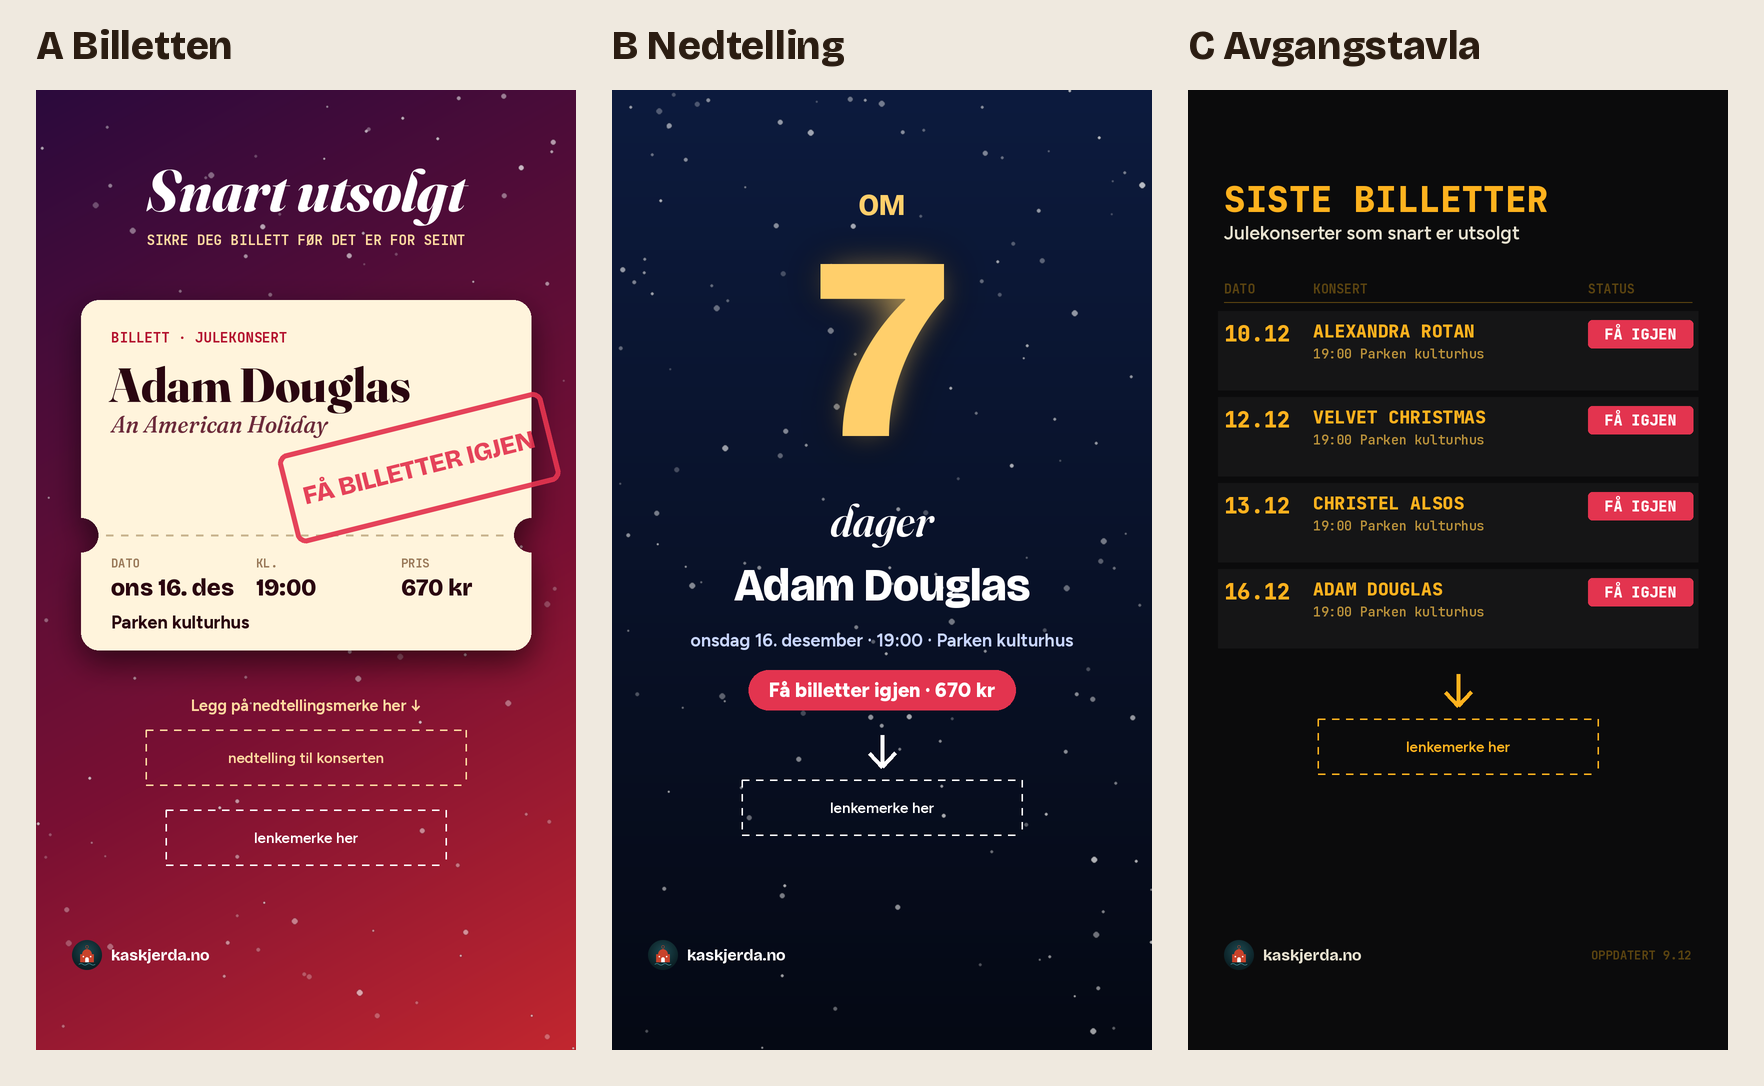 A Billetten
Snart utsolgt
SIKRE DEG BILLETT FØR DET ER FOR SEINT
BILLETT · JULEKONSERT
Adam Douglas
An American Holiday
FÅ BILLETTER IGJEN
DATO KL. PRIS
ons 16. des 19:00 670 kr
Parken kulturhus
Legg på nedtellingsmerke her ↓
nedtelling til konserten
lenkemerke her
kaskjerda.no
B Nedtelling
OM
7
dager
Adam Douglas
onsdag 16. desember · 19:00 · Parken kulturhus
Få billetter igjen · 670 kr
lenkemerke her
kaskjerda.no
C Avgangstavla
SISTE BILLETTER
Julekonserter som snart er utsolgt
DATO KONSERT STATUS
10.12 ALEXANDRA ROTAN FÅ IGJEN
19:00 Parken kulturhus
12.12 VELVET CHRISTMAS FÅ IGJEN
19:00 Parken kulturhus
13.12 CHRISTEL ALSOS FÅ IGJEN
19:00 Parken kulturhus
16.12 ADAM DOUGLAS FÅ IGJEN
19:00 Parken kulturhus
lenkemerke her
kaskjerda.no OPPDATERT 9.12